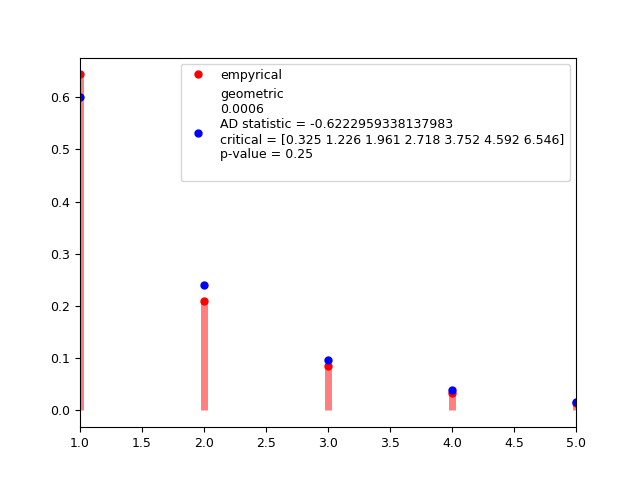 empyrical
geometric
0.0006
AD statistic = -0.6222959338137983
critical = [0.325 1.226 1.961 2.718 3.752 4.592 6.546]
p-value = 0.25
0.6
0.5
0.4
0.3
0.2
0.1
0.0
1.0 1.5 2.0 2.5 3.0 3.5 4.0 4.5 5.0